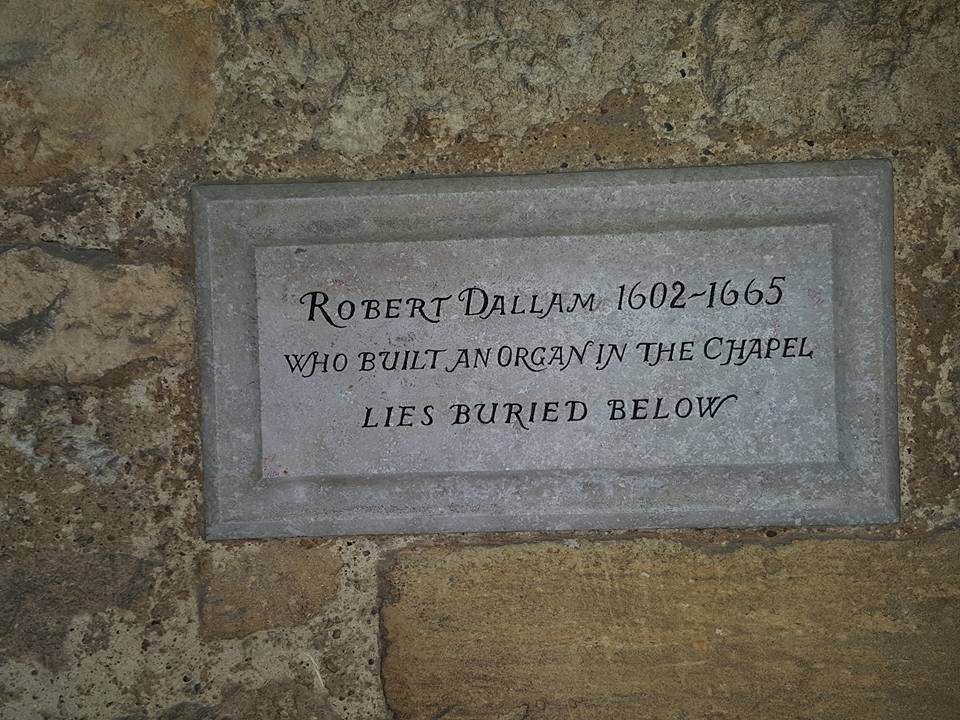 ROBERT DALLAM 1602~1665
WHO BUILT AN ORGAN IN THE CHAPEL
LIES BURIED BELOW